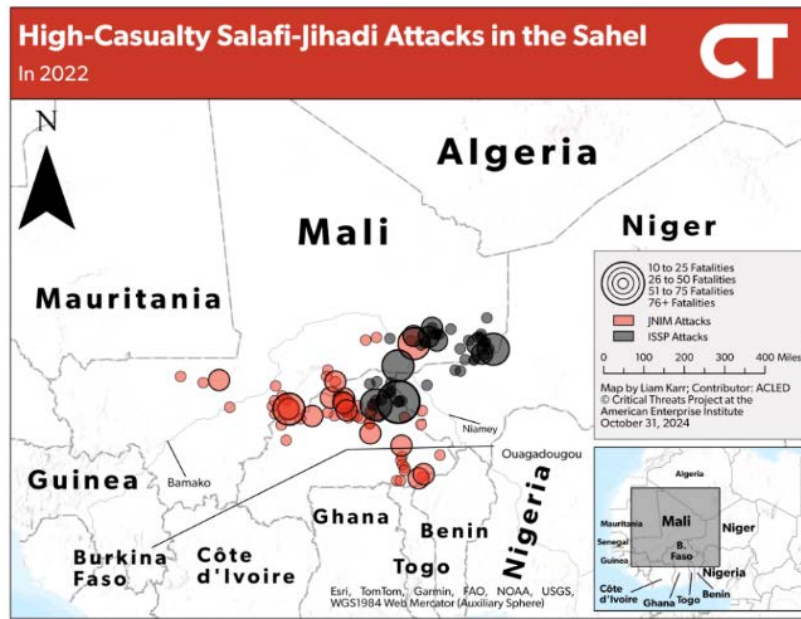 High-Casualty Salafi-Jihadi Attacks in the Sahel
In 2022
CT
N
Algeria
Mali
Niger
Mauritania
10 to 25 Fatalities
26 to 50 Fatalities
51 to 75 Fatalities
76+ Fatalities
JNIM Attacks
ISSP Attacks
0 100 200 300 400 Miles
Map by Liam Karr; Contributor: ACLED
© Critical Threats Project at the
American Enterprise Institute
October 31, 2024
Niamey
Ouagadougou
Bamako
Guinea
Burkina
Faso
Côte
d'Ivoire
Ghana
Togo
Benin
Nigeria
Esri, TomTom, Garmin, FAO, NOAA, USGS,
WGS1984 Web Mercator (Auxiliary Sphere)
Algeria
Mauritania
Mali
Niger
Senegal
B.
Faso
Guinea
Nigeria
Côte
d'Ivoire
Ghana
Togo
Benin